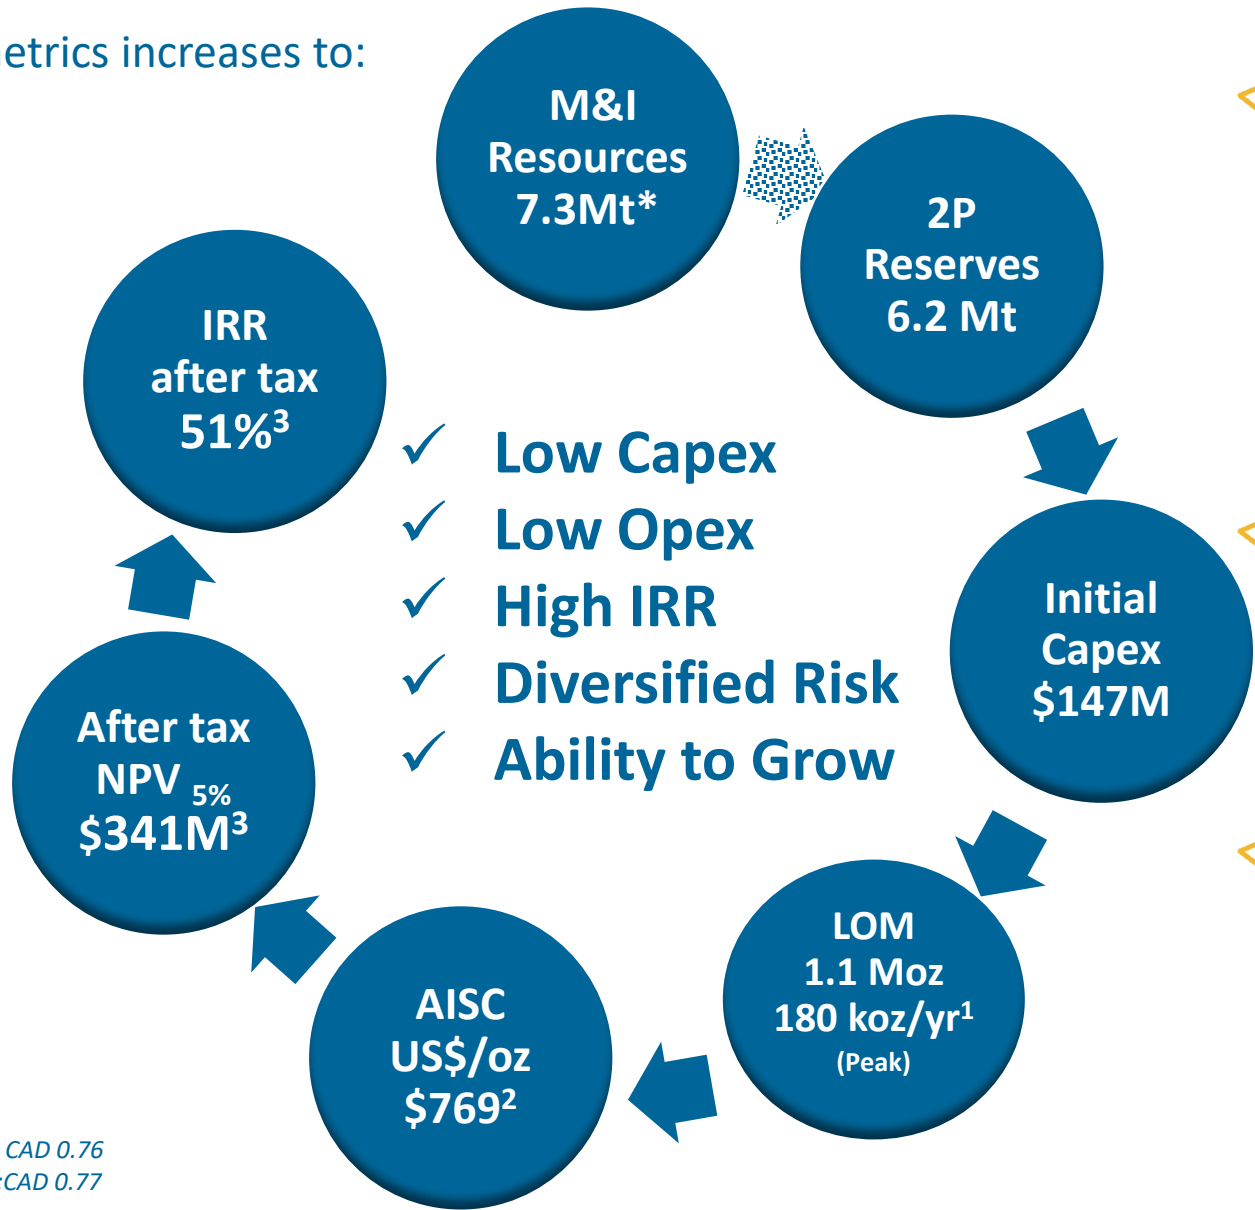 etrics increases to:
M&I
Resources
7.3Mt*
2P
Reserves
6.2 Mt
Initial
Capex
$147M
LOM
1.1 Moz
180 koz/yr¹
(Peak)
AISC
US$/oz
$769²
After tax
NPV 5%
$341M³
IRR
after tax
51%³
✓ Low Capex
✓ Low Opex
✓ High IRR
✓ Diversified Risk
✓ Ability to Grow
CAD 0.76
:CAD 0.77